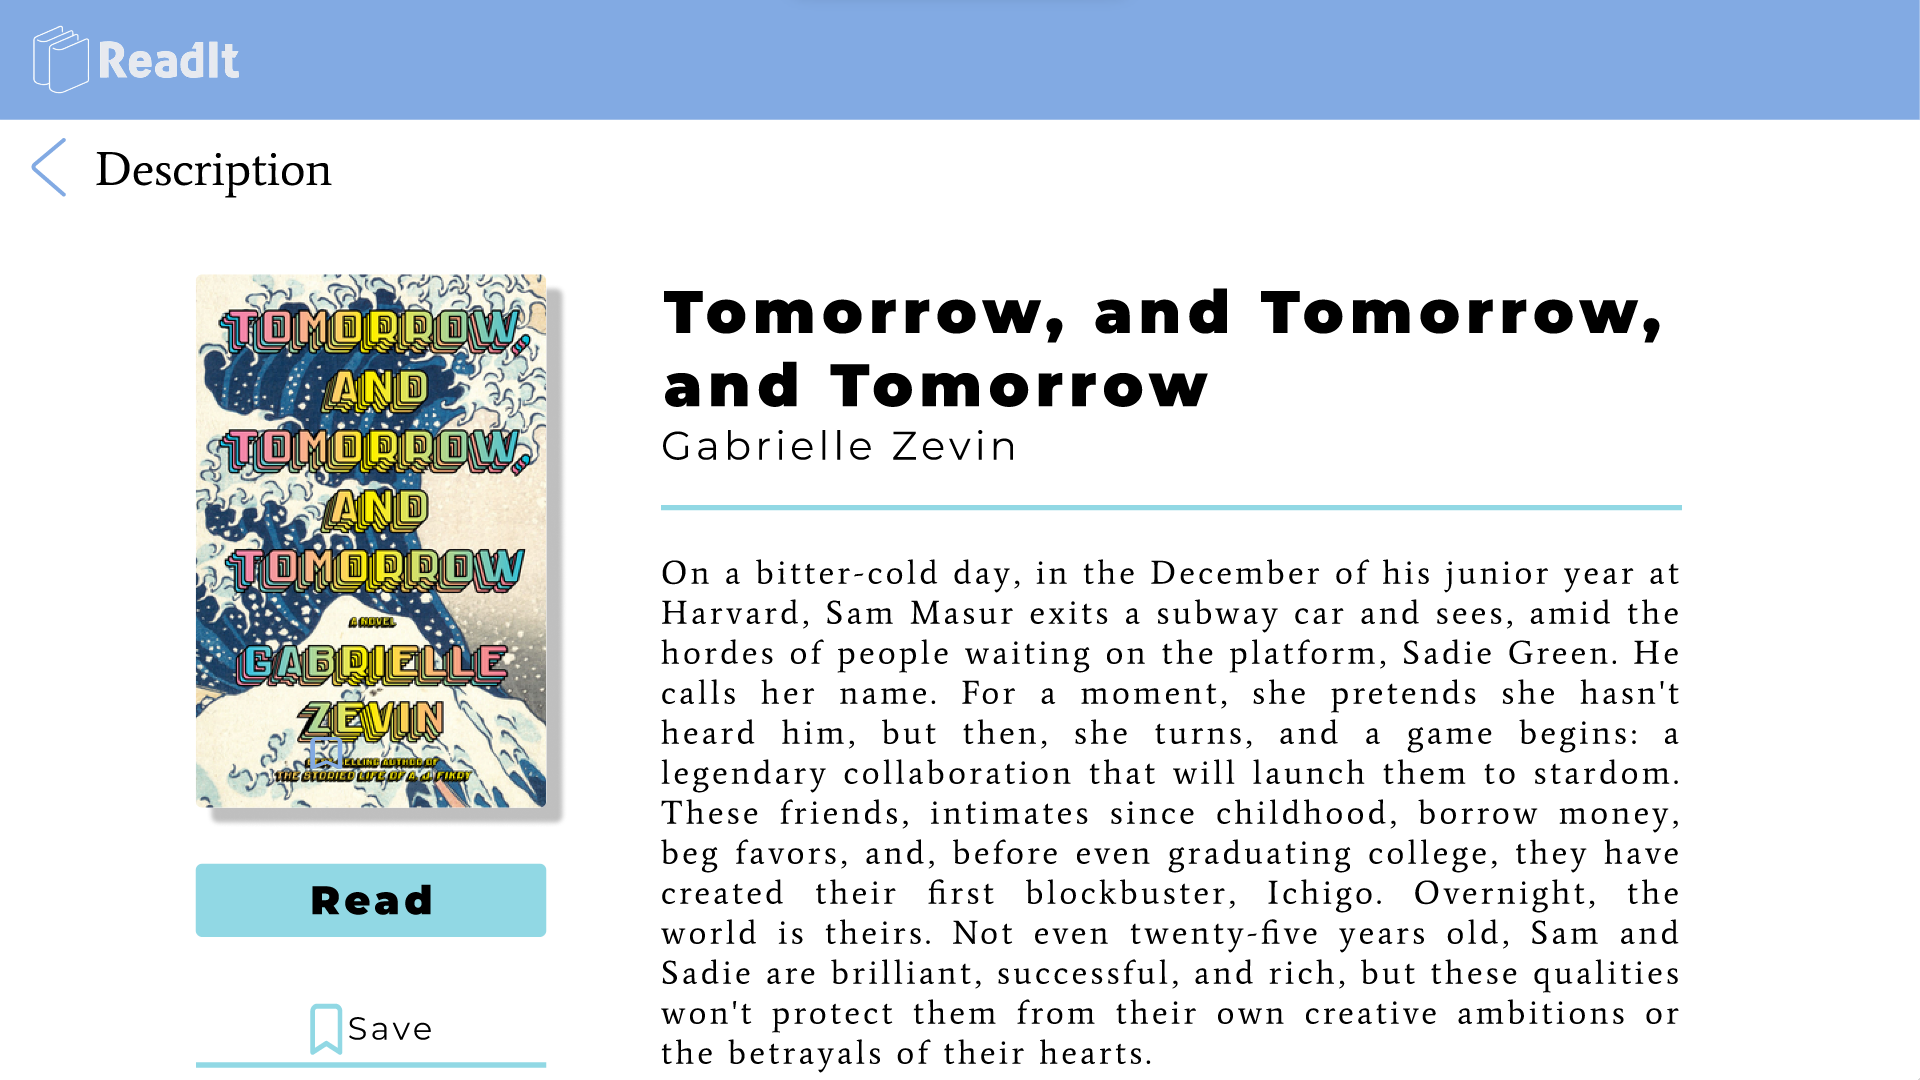 ReadIt
Description
TOMORROW,
AND
TOMORROW,
AND
TOMORROW
A NOVEL
GABRIELLE
ZEVIN
ELLING AUTHOR OF
THE STORIED LIFE OF A. J. FIKRY
Read
Save
Tomorrow, and Tomorrow,
and Tomorrow
Gabrielle Zevin
On a bitter-cold day, in the December of his junior year at
Harvard, Sam Masur exits a subway car and sees, amid the
hordes of people waiting on the platform, Sadie Green. He
calls her name. For a moment, she pretends she hasn't
heard him, but then, she turns, and a game begins: a
legendary collaboration that will launch them to stardom.
These friends, intimates since childhood, borrow money,
beg favors, and, before even graduating college, they have
created their first blockbuster, Ichigo. Overnight, the
world is theirs. Not even twenty-five years old, Sam and
Sadie are brilliant, successful, and rich, but these qualities
won't protect them from their own creative ambitions or
the betrayals of their hearts.